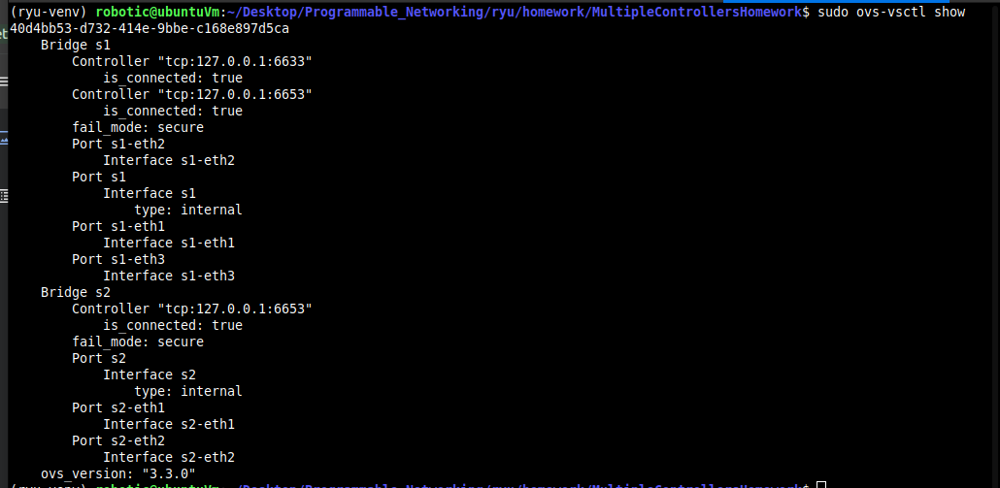 (ryu-venv) robotic@ubuntuVm:~/Desktop/Programmable_Networking/ryu/homework/MultipleControllersHomework$ sudo ovs-vsctl show
40d4bb53-d732-414e-9bbe-c168e897d5ca
    Bridge s1
        Controller "tcp:127.0.0.1:6633"
            is_connected: true
        Controller "tcp:127.0.0.1:6653"
            is_connected: true
        fail_mode: secure
        Port s1-eth2
            Interface s1-eth2
        Port s1
            Interface s1
                type: internal
        Port s1-eth1
            Interface s1-eth1
        Port s1-eth3
            Interface s1-eth3
    Bridge s2
        Controller "tcp:127.0.0.1:6653"
            is_connected: true
        fail_mode: secure
        Port s2
            Interface s2
                type: internal
        Port s2-eth1
            Interface s2-eth1
        Port s2-eth2
            Interface s2-eth2
    ovs_version: "3.3.0"
(ryu-venv) robotic@ubuntuVm:~/Desktop/Programmable_Networking/ryu/homework/MultipleControllersHomework$